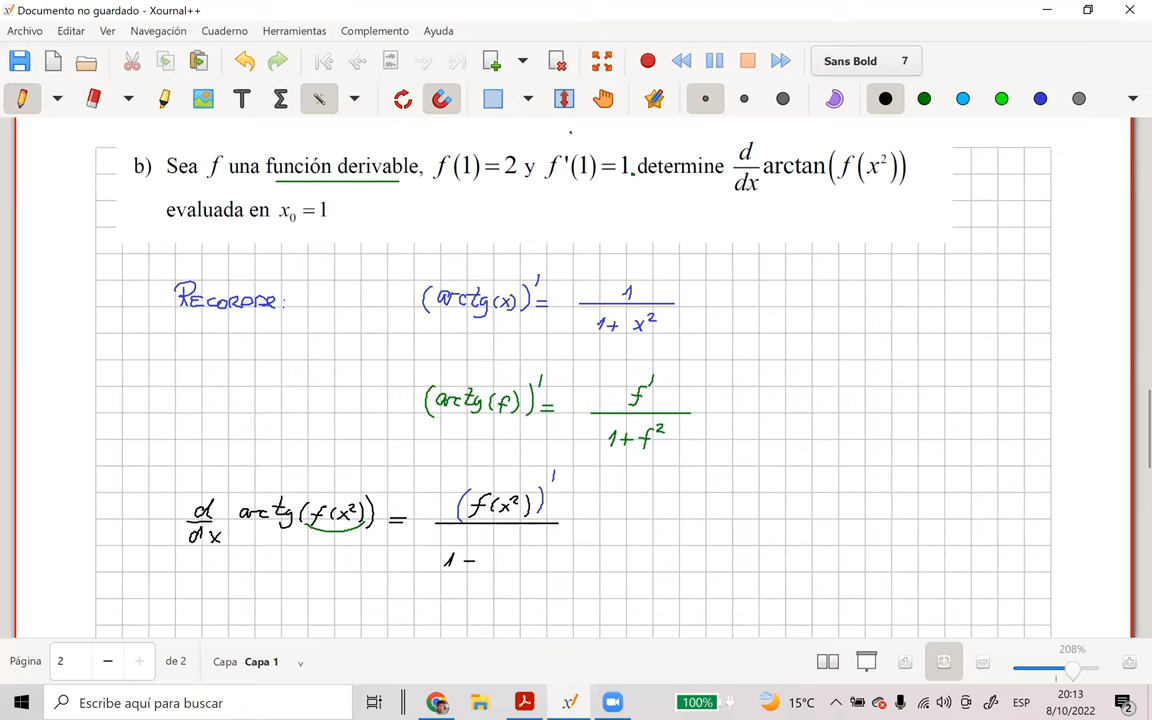 Documento no guardado - Xournal++
Archivo Editar Ver Navegación Cuaderno Herramientas Complemento Ayuda
Sans Bold 7
b) Sea f una función derivable, f(1)=2 y f'(1)=1. determine d/dx arctan(f(x²))
evaluada en x₀ = 1
RECORDAR: (arctg(x))' = 1/(1+x²)
(arctg(f))' = f'/(1+f²)
d/dx arctg(f(x²)) = (f(x²))'/1-
Página 2 de 2 Capa Capa 1 208%
Escribe aquí para buscar 100% 15°C ESP 20:13
8/10/2022 2